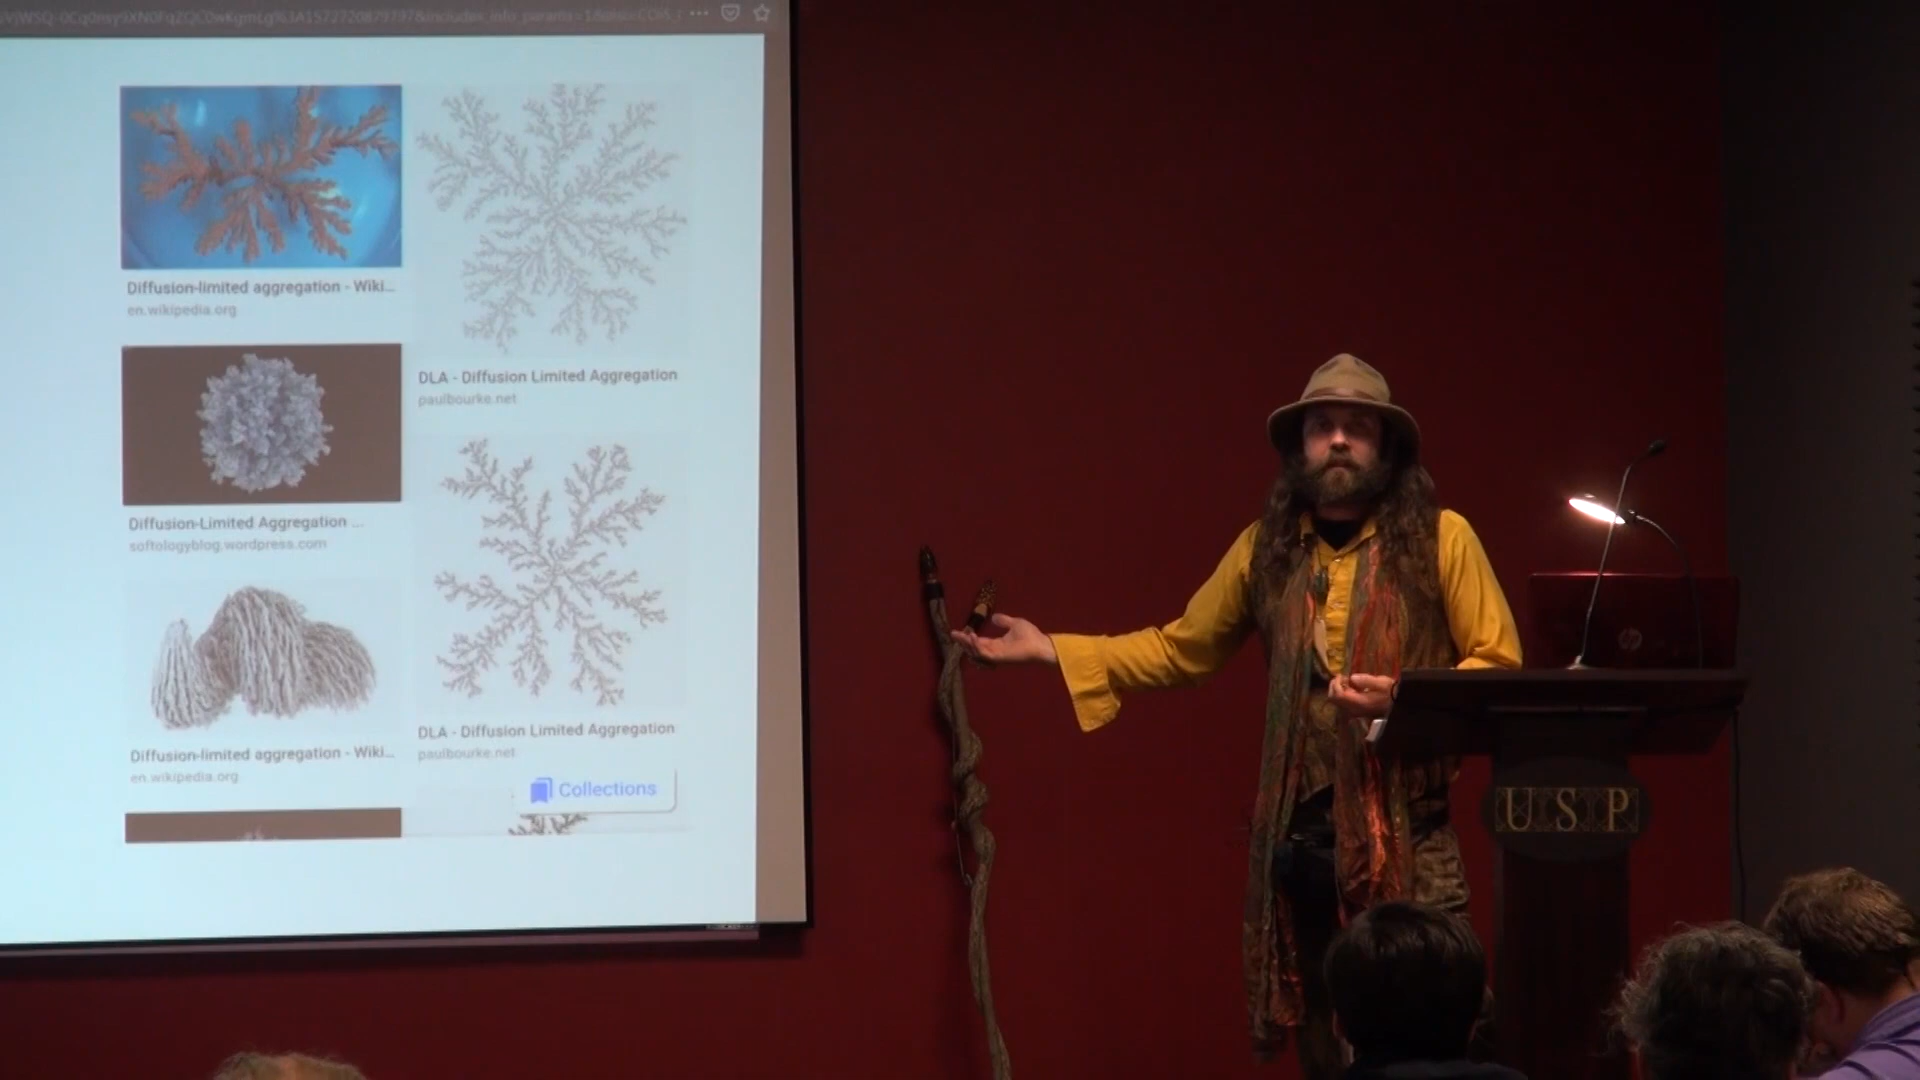 Diffusion-limited aggregation - Wiki...
en.wikipedia.org
Diffusion-Limited Aggregation ...
softologyblog.wordpress.com
Diffusion-limited aggregation - Wiki...
en.wikipedia.org
DLA - Diffusion Limited Aggregation
paulbourke.net
DLA - Diffusion Limited Aggregation
paulbourke.net
Collections
hp
USP